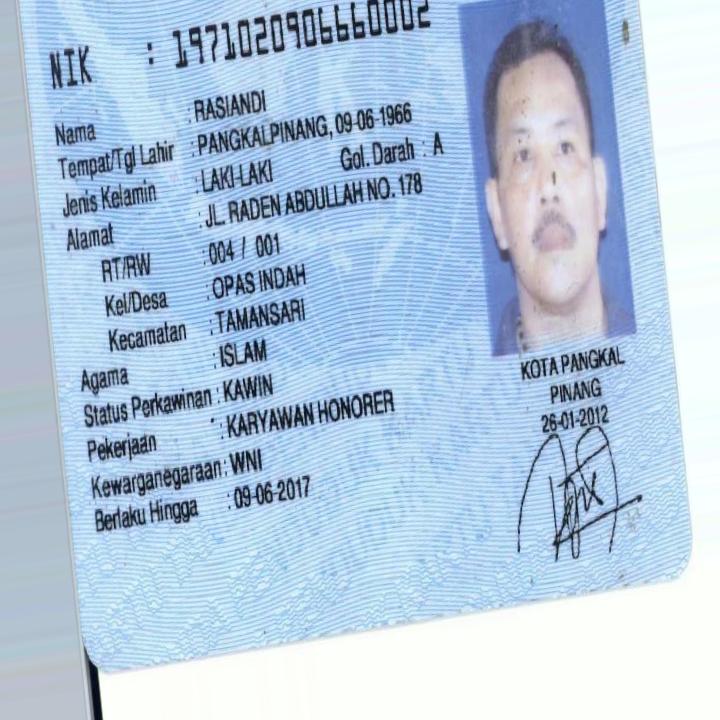 NIK : 1971020906660002
Nama : RASIANDI
Tempat/Tgl Lahir : PANGKALPINANG, 09-06-1966
Jenis Kelamin : LAKI-LAKI Gol. Darah : A
Alamat : JL. RADEN ABDULLAH NO. 178
RT/RW : 004 / 001
Kel/Desa : OPAS INDAH
Kecamatan : TAMANSARI
Agama : ISLAM
Status Perkawinan : KAWIN
Pekerjaan : KARYAWAN HONORER
Kewarganegaraan : WNI
Berlaku Hingga : 09-06-2017
KOTA PANGKAL
PINANG
26-01-2012